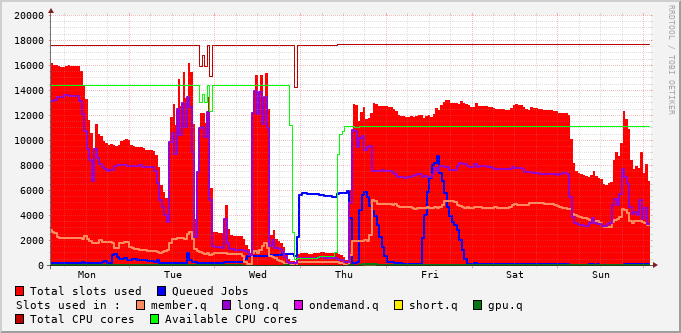 RRDTOOL / TOBI OETIKER
20000
18000
16000
14000
12000
10000
8000
6000
4000
2000
0
Mon Tue Wed Thu Fri Sat Sun
Total slots used Queued Jobs
Slots used in : member.q long.q ondemand.q short.q gpu.q
Total CPU cores Available CPU cores